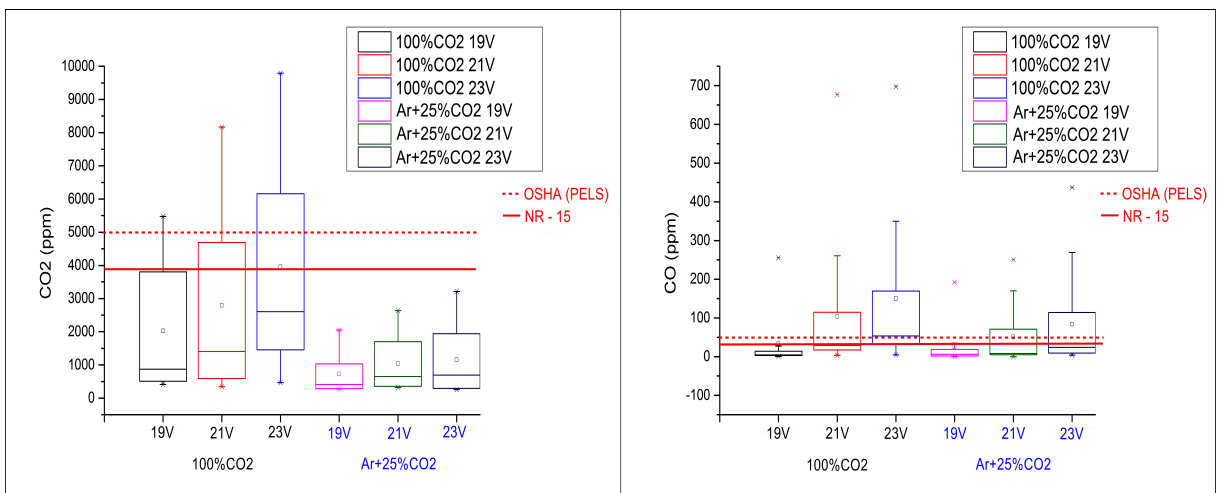 100%CO2 19V
100%CO2 21V
100%CO2 23V
Ar+25%CO2 19V
Ar+25%CO2 21V
Ar+25%CO2 23V
OSHA (PELS)
NR - 15
CO2 (ppm)
10000
9000
8000
7000
6000
5000
4000
3000
2000
1000
0
19V 21V 23V 19V 21V 23V
100%CO2 Ar+25%CO2
100%CO2 19V
100%CO2 21V
100%CO2 23V
Ar+25%CO2 19V
Ar+25%CO2 21V
Ar+25%CO2 23V
OSHA (PELS)
NR - 15
CO (ppm)
700
600
500
400
300
200
100
0
-100
19V 21V 23V 19V 21V 23V
100%CO2 Ar+25%CO2